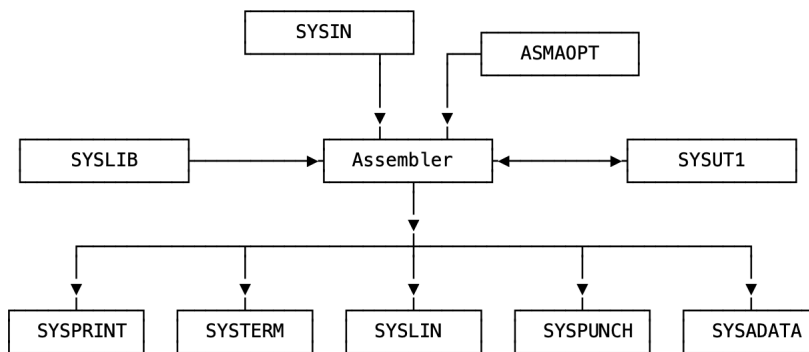 SYSIN
ASMAOPT
SYSLIB
Assembler
SYSUT1
SYSPRINT
SYSTERM
SYSLIN
SYSPUNCH
SYSADATA